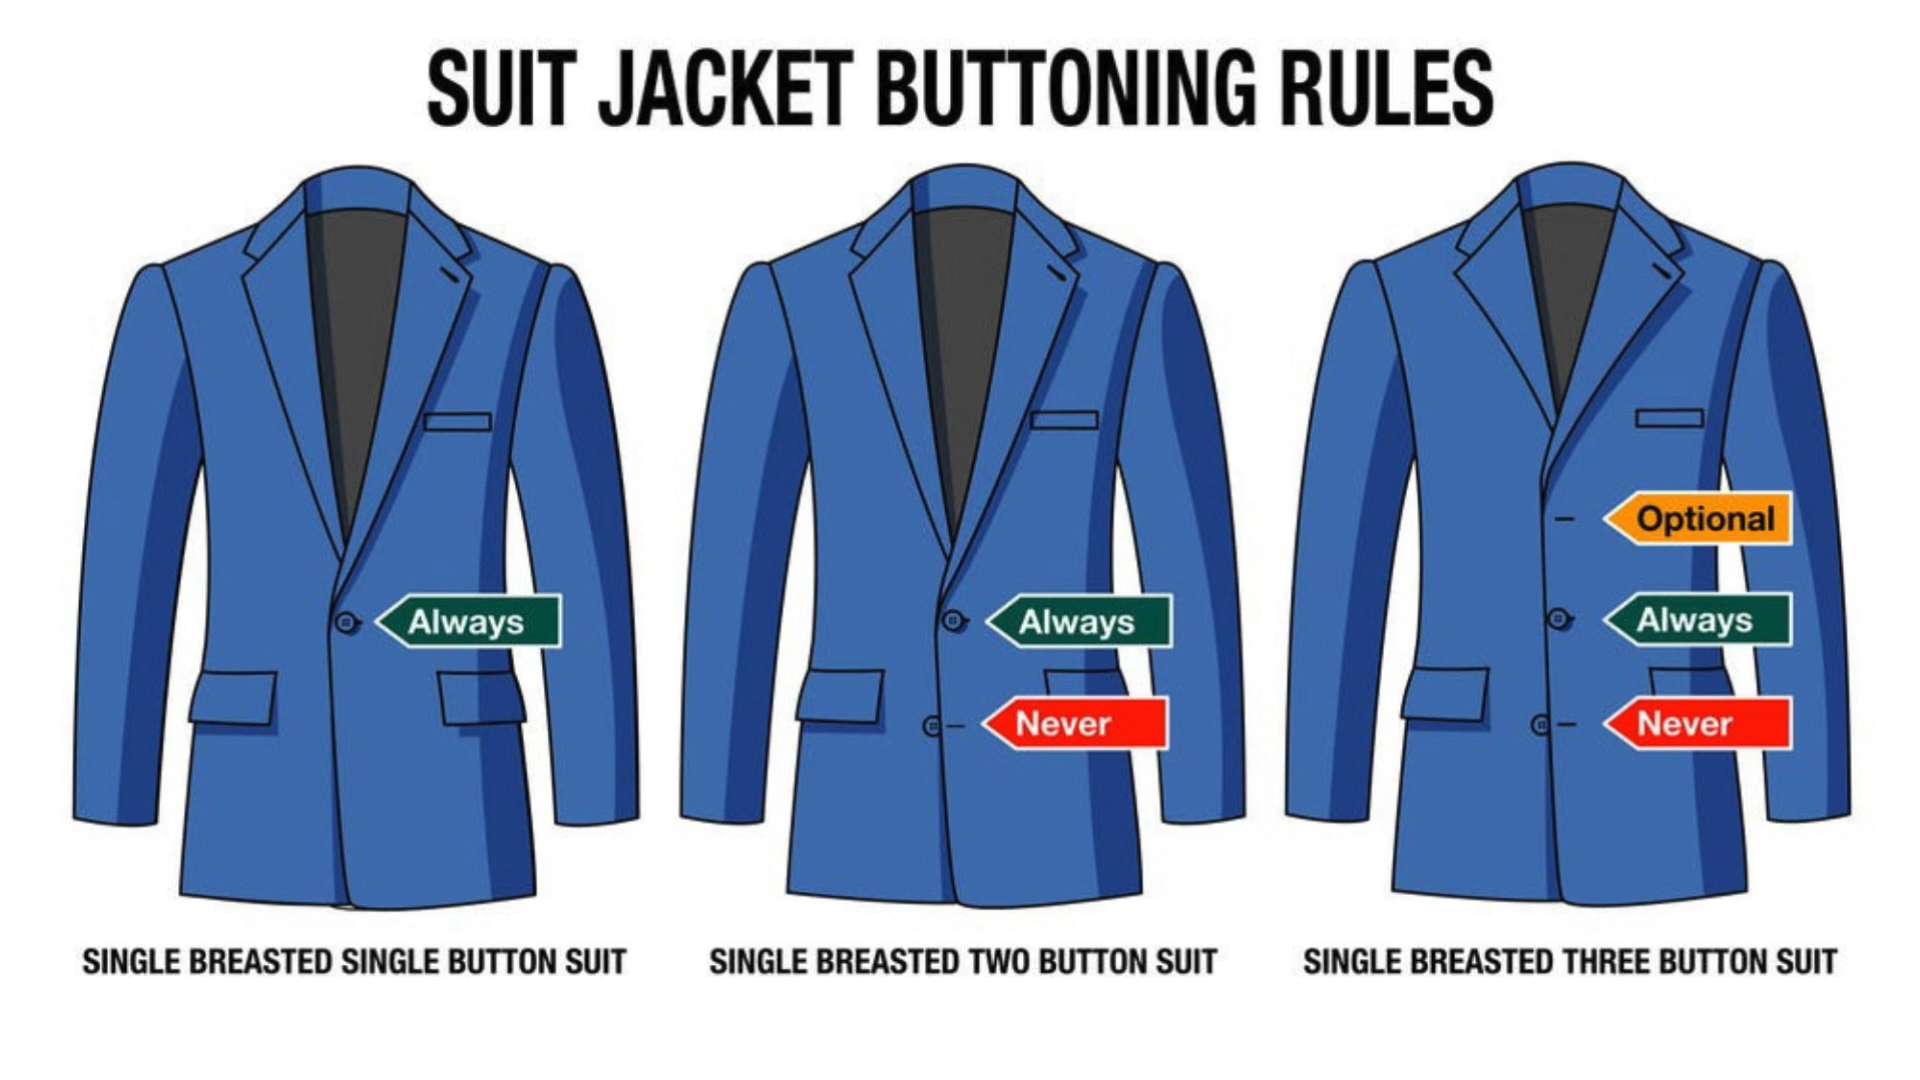 SUIT JACKET BUTTONING RULES
Always
SINGLE BREASTED SINGLE BUTTON SUIT
Always
Never
SINGLE BREASTED TWO BUTTON SUIT
Optional
Always
Never
SINGLE BREASTED THREE BUTTON SUIT